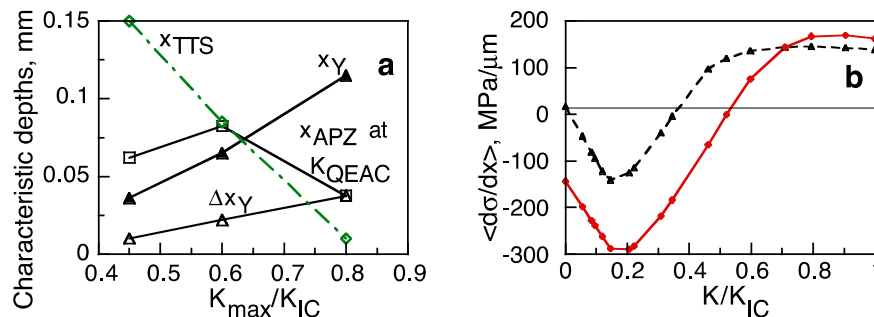 0.15
0.1
0.05
0
Characteristic depths, mm
x_TTS
x_Y
a
x_APZ at
K_QEAC
Δx_Y
0.4 0.5 0.6 0.7 0.8 0.9
K_max/K_IC
200
100
0
-100
-200
-300
<dσ/dx>, MPa/μm
b
0 0.2 0.4 0.6 0.8 1
K/K_IC